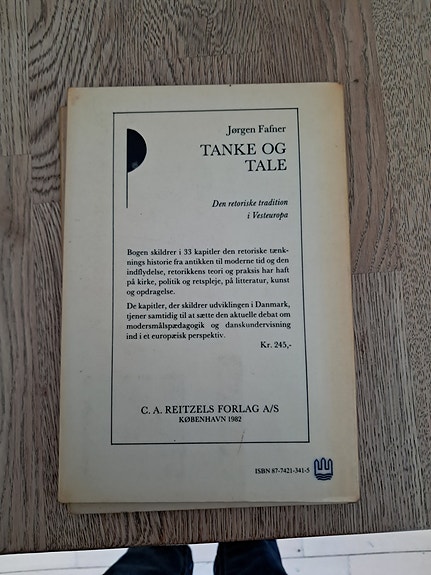 Jørgen Fafner
TANKE OG
TALE
Den retoriske tradition
i Vesteuropa
Bogen skildrer i 33 kapitler den retoriske tænk-
nings historie fra antikken til moderne tid og den
indflydelse, retorikkens teori og praksis har haft
på kirke, politik og retspleje, på litteratur, kunst
og opdragelse.
De kapitler, der skildrer udviklingen i Danmark,
tjener samtidig til at sætte den aktuelle debat om
modersmålspædagogik og danskundervisning
ind i et europæisk perspektiv.
Kr. 245,-
C. A. REITZELS FORLAG A/S
KØBENHAVN 1982
ISBN 87-7421-341-5